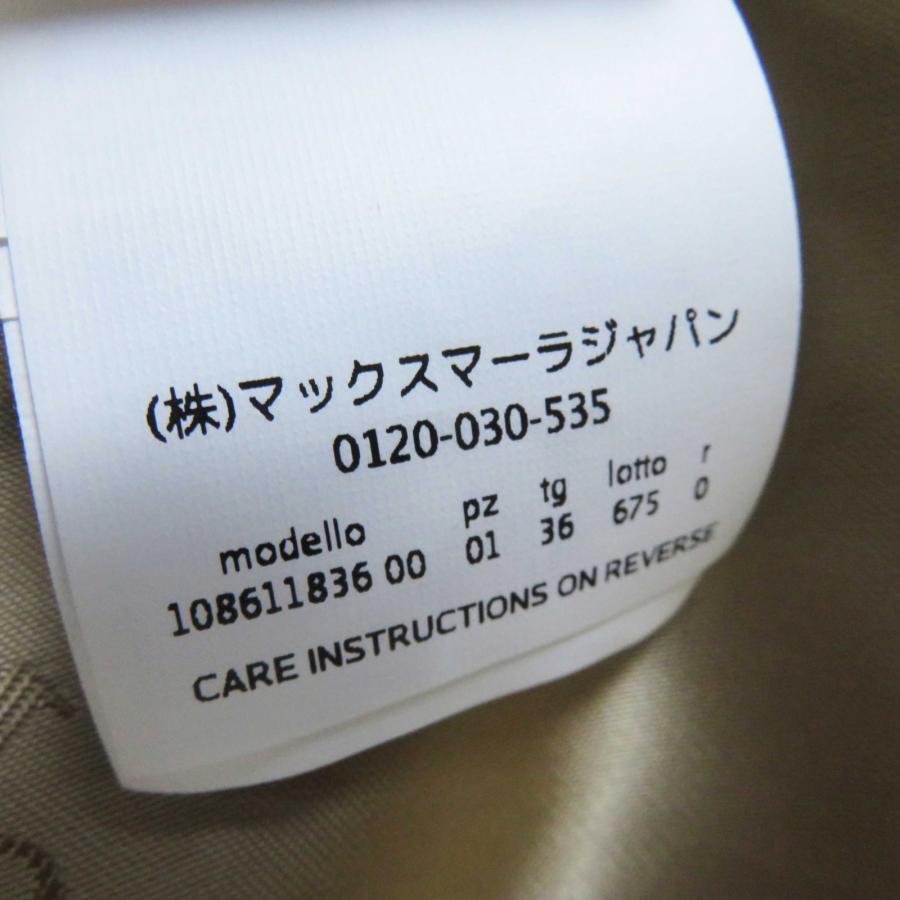 (株)マックスマーラジャパン
0120-030-535
modello pz tg lotto r
108611836 00 01 36 675 0
CARE INSTRUCTIONS ON REVERSE